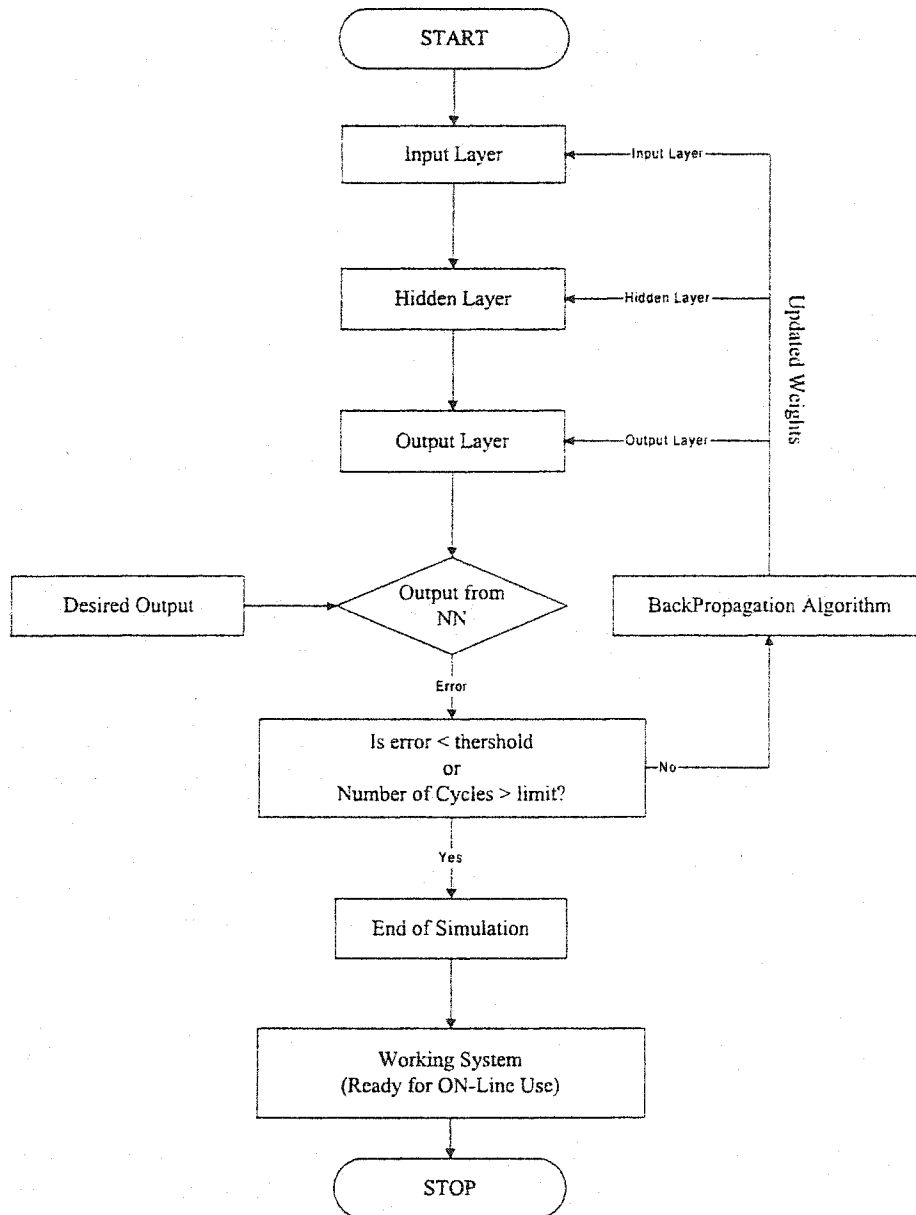 START
Input Layer
Input Layer
Hidden Layer
Hidden Layer
Updated Weights
Output Layer
Output Layer
Desired Output
Output from
NN
BackPropagation Algorithm
Error
Is error < thershold
or
Number of Cycles > limit?
No
Yes
End of Simulation
Working System
(Ready for ON-Line Use)
STOP